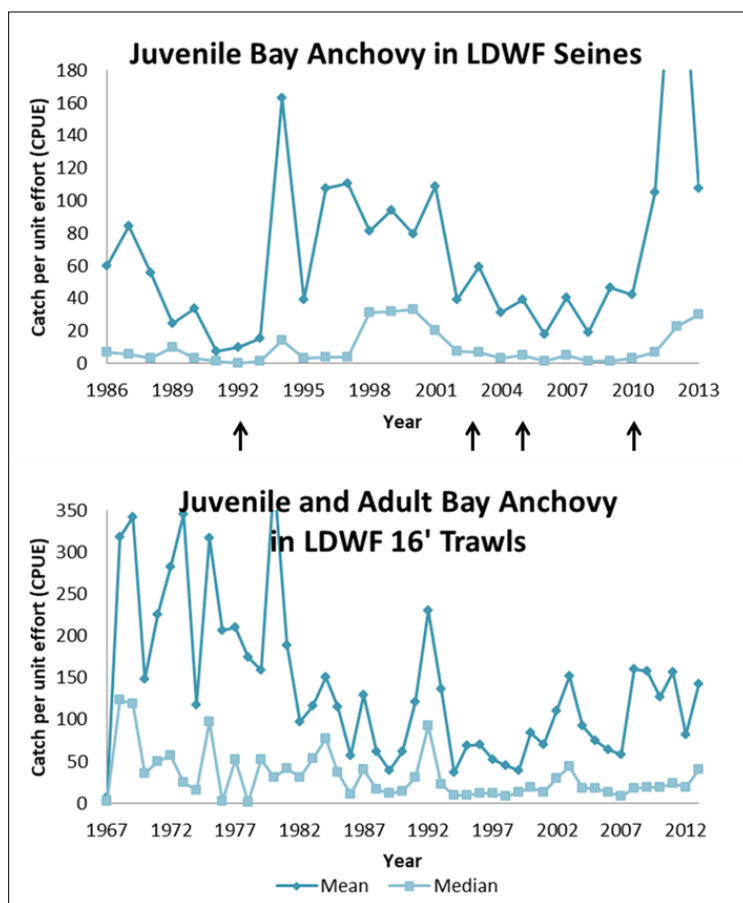 Juvenile Bay Anchovy in LDWF Seines
Catch per unit effort (CPUE)
180
160
140
120
100
80
60
40
20
0
1986 1989 1992 1995 1998 2001 2004 2007 2010 2013
Year
Juvenile and Adult Bay Anchovy
in LDWF 16' Trawls
Catch per unit effort (CPUE)
350
300
250
200
150
100
50
0
1967 1972 1977 1982 1987 1992 1997 2002 2007 2012
Year
Mean Median